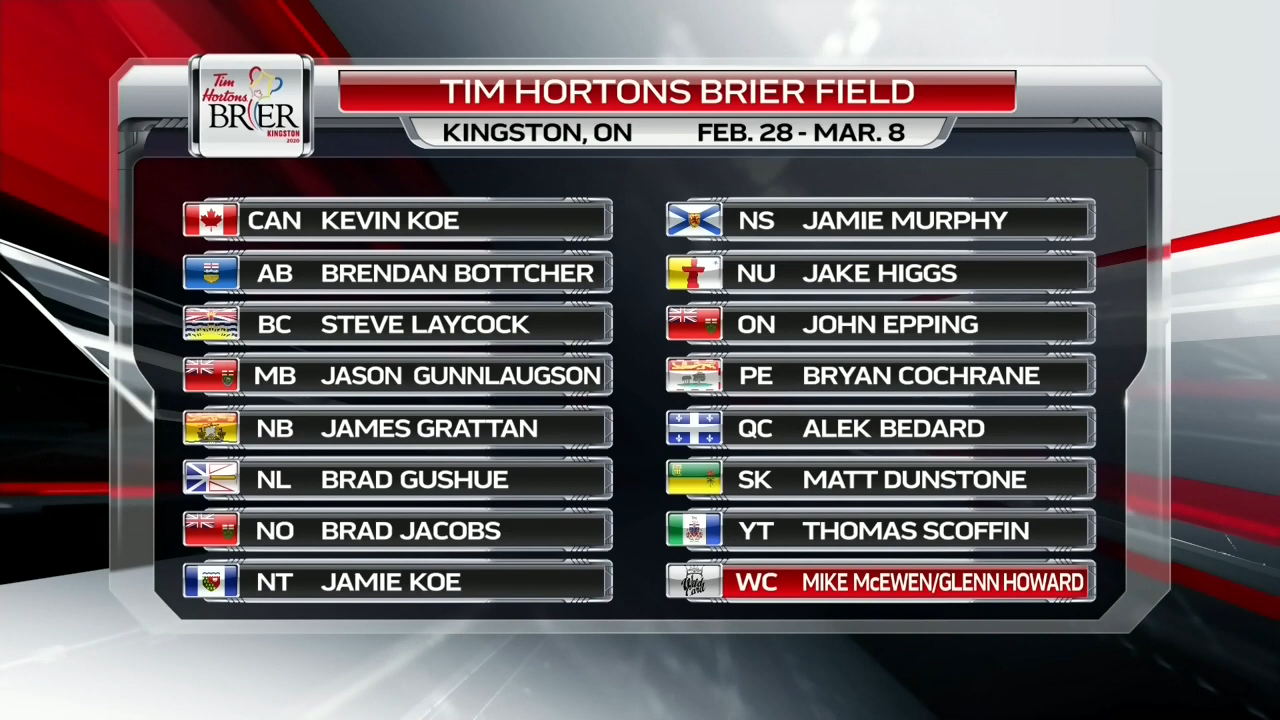 Tim
Hortons
BRIER
KINGSTON
2020
TIM HORTONS BRIER FIELD
KINGSTON, ON FEB. 28 - MAR. 8
CAN KEVIN KOE
AB BRENDAN BOTTCHER
BC STEVE LAYCOCK
MB JASON GUNNLAUGSON
NB JAMES GRATTAN
NL BRAD GUSHUE
NO BRAD JACOBS
NT JAMIE KOE
NS JAMIE MURPHY
NU JAKE HIGGS
ON JOHN EPPING
PE BRYAN COCHRANE
QC ALEK BEDARD
SK MATT DUNSTONE
YT THOMAS SCOFFIN
Wild
Card
WC MIKE McEWEN/GLENN HOWARD